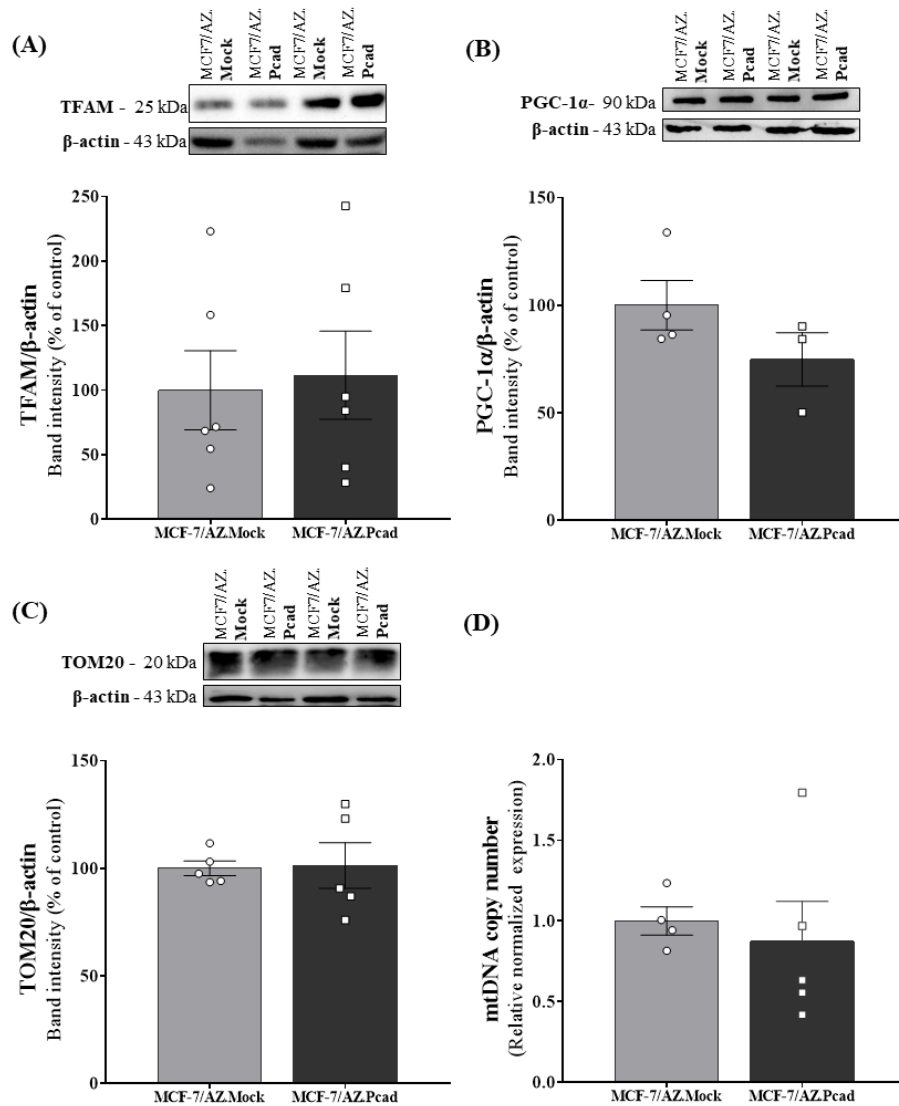 (A)
MCF7/AZ. Mock
MCF7/AZ. Pcad
MCF7/AZ. Mock
MCF7/AZ. Pcad
TFAM - 25 kDa
β-actin - 43 kDa
TFAM/β-actin
Band intensity (% of control)
250
200
150
100
50
0
MCF-7/AZ.Mock
MCF-7/AZ.Pcad
(B)
MCF7/AZ. Mock
MCF7/AZ. Pcad
MCF7/AZ. Mock
MCF7/AZ. Pcad
PGC-1α- 90 kDa
β-actin - 43 kDa
PGC-1α/β-actin
Band intensity (% of control)
150
100
50
0
MCF-7/AZ.Mock
MCF-7/AZ.Pcad
(C)
MCF7/AZ. Mock
MCF7/AZ. Pcad
MCF7/AZ. Mock
MCF7/AZ. Pcad
TOM20 - 20 kDa
β-actin - 43 kDa
TOM20/β-actin
Band intensity (% of control)
150
100
50
0
MCF-7/AZ.Mock
MCF-7/AZ.Pcad
(D)
mtDNA copy number
(Relative normalized expression)
2.0
1.5
1.0
0.5
0.0
MCF-7/AZ.Mock
MCF-7/AZ.Pcad